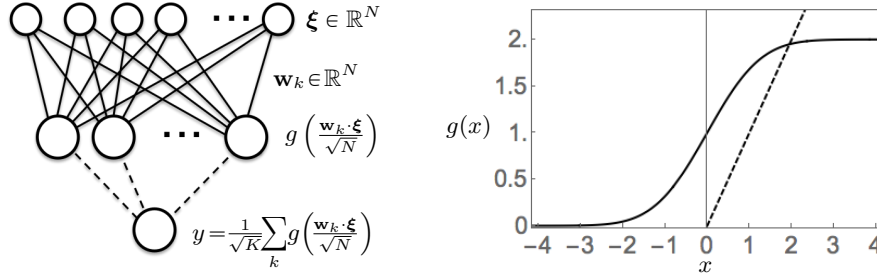 ξ ∈ ℝ^N
w_k ∈ ℝ^N
g(w_k·ξ/√N)
y = 1/√K ∑_k g(w_k·ξ/√N)
2.
1.5
g(x)
1.
0.5
0
-4 -3 -2 -1 0 1 2 3 4
x